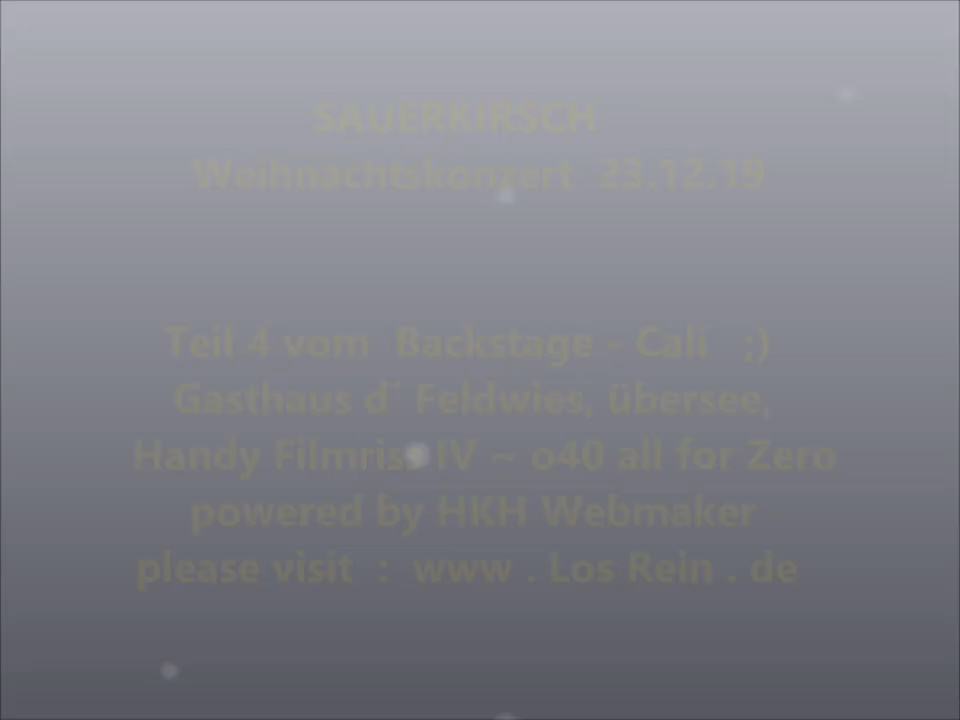 SAUERKIRSCH
Weihnachtskonzert 23.12.19
Teil 4 vom Backstage - Cali ;)
Gasthaus d´ Feldwies, übersee,
Handy Filmriss IV ~ o40 all for Zero
powered by HKH Webmaker
please visit : www . Los Rein . de